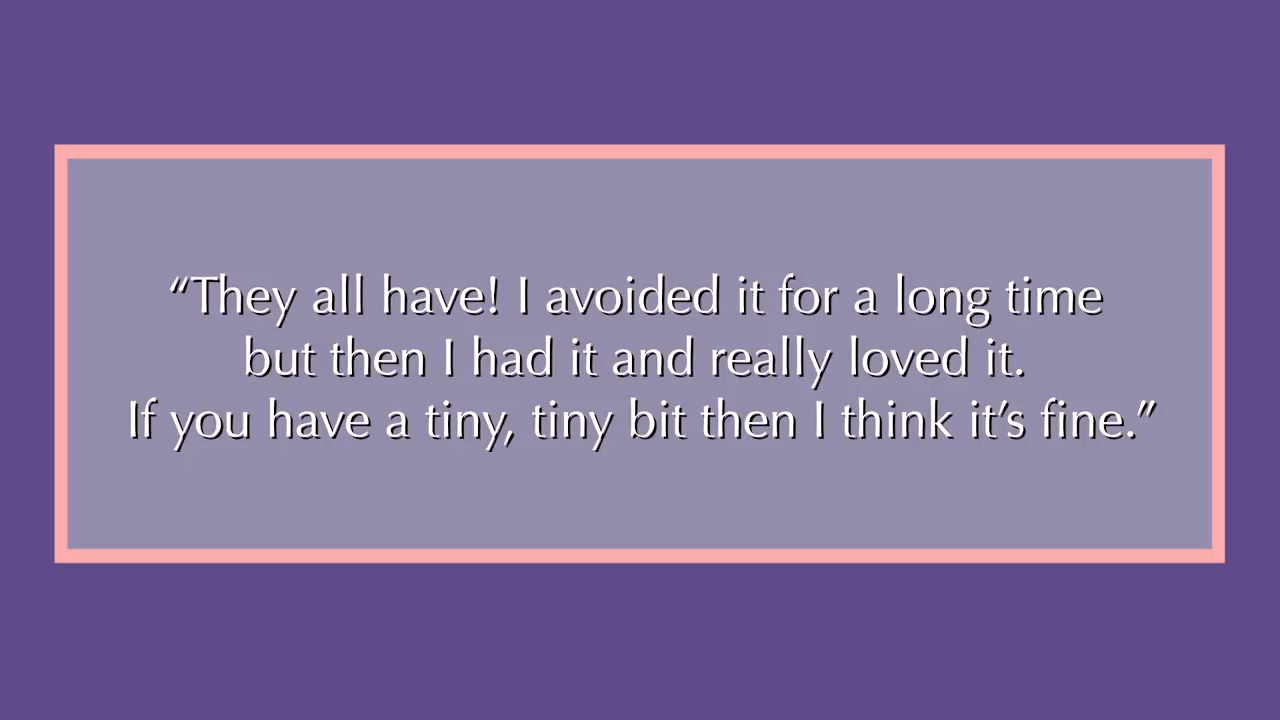 “They all have! I avoided it for a long time
but then I had it and really loved it.
If you have a tiny, tiny bit then I think it’s fine.”